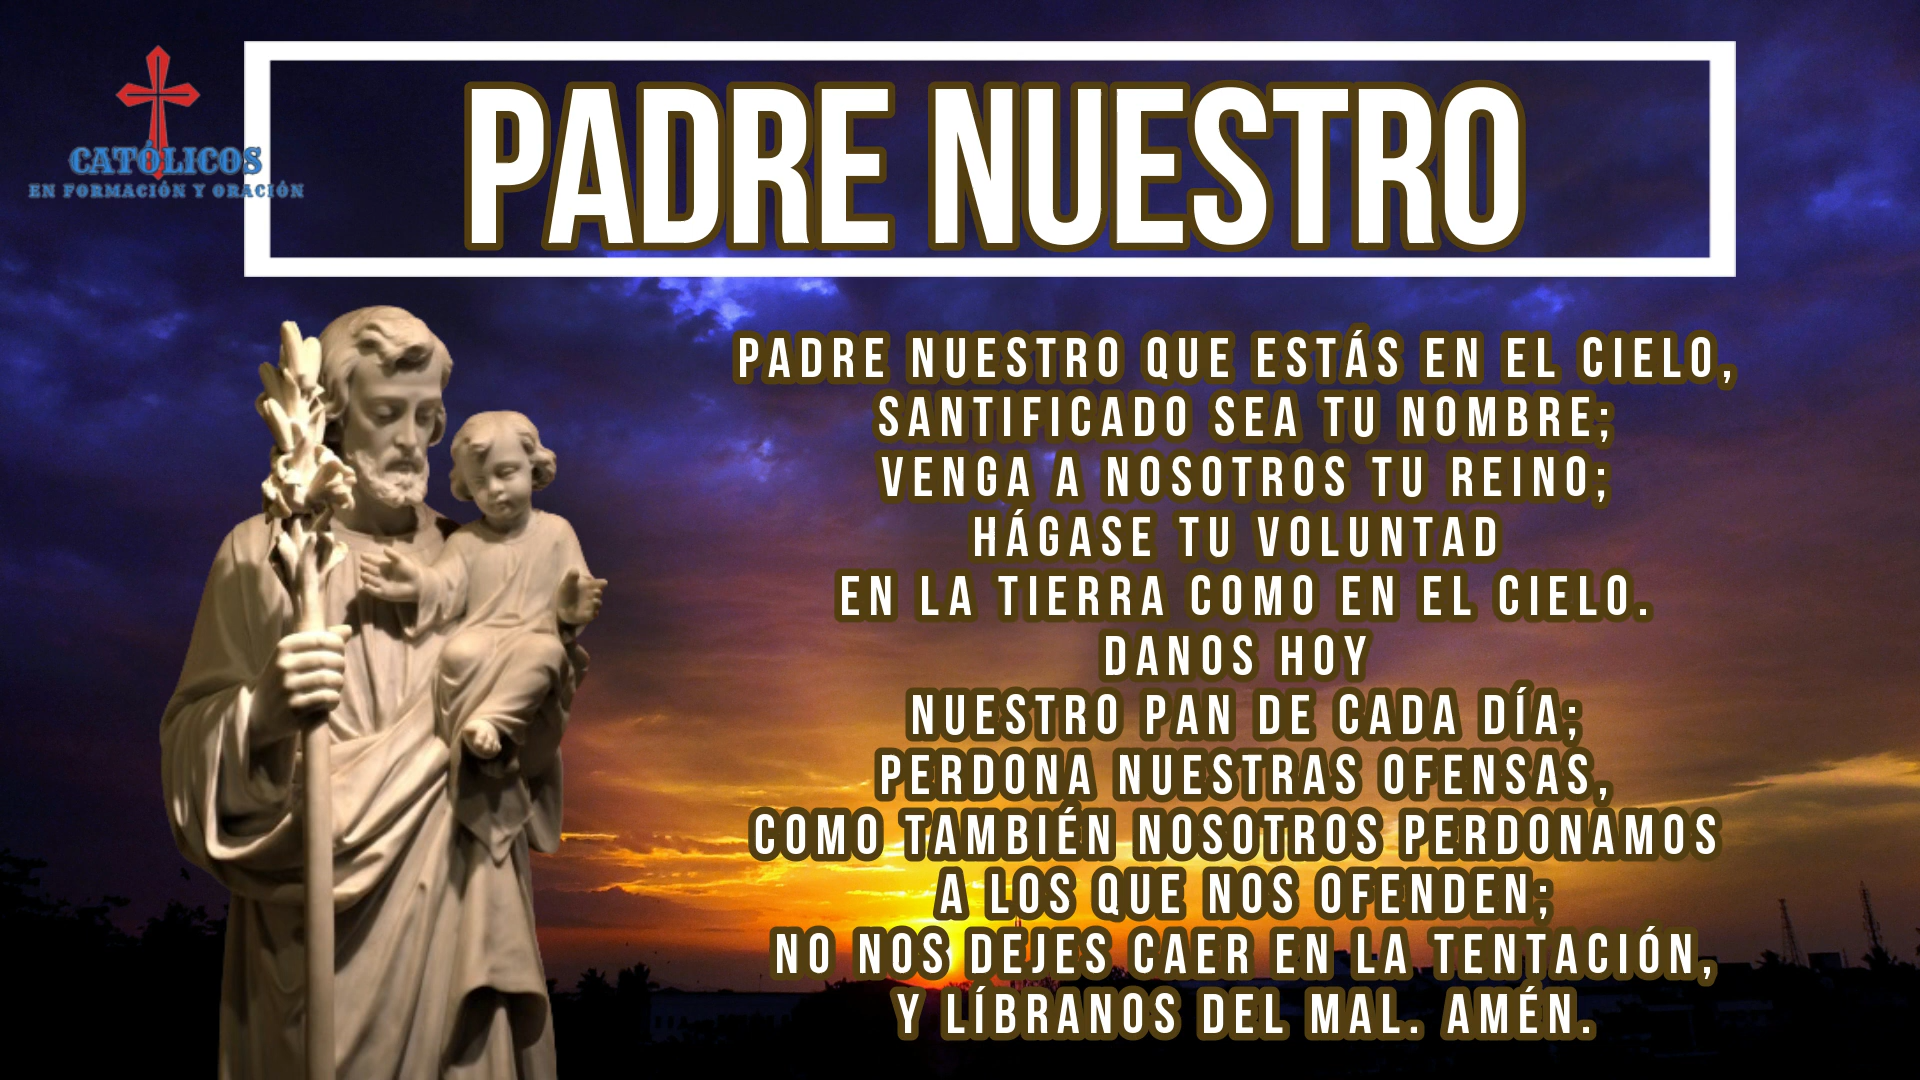 CATÓLICOS
EN FORMACIÓN Y ORACIÓN
PADRE NUESTRO
PADRE NUESTRO QUE ESTÁS EN EL CIELO,
SANTIFICADO SEA TU NOMBRE;
VENGA A NOSOTROS TU REINO;
HÁGASE TU VOLUNTAD
EN LA TIERRA COMO EN EL CIELO.
DANOS HOY
NUESTRO PAN DE CADA DÍA;
PERDONA NUESTRAS OFENSAS,
COMO TAMBIÉN NOSOTROS PERDONAMOS
A LOS QUE NOS OFENDEN;
NO NOS DEJES CAER EN LA TENTACIÓN,
Y LÍBRANOS DEL MAL. AMÉN.